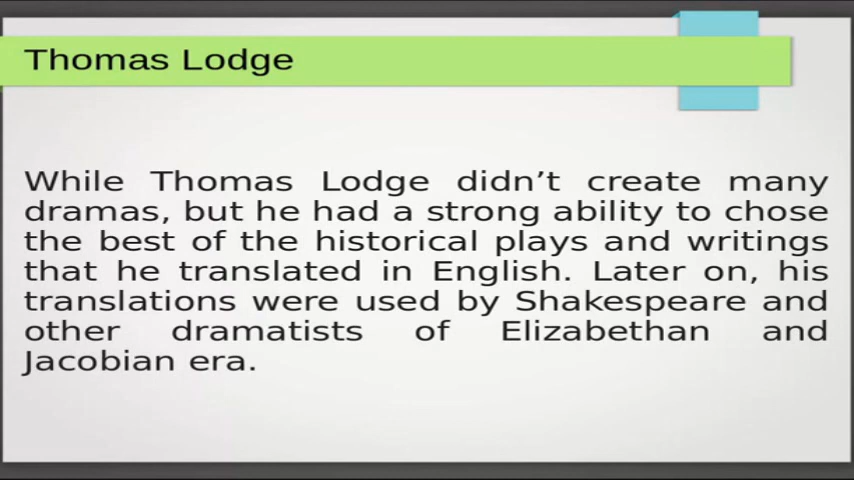 Thomas Lodge
While Thomas Lodge didn’t create many
dramas, but he had a strong ability to chose
the best of the historical plays and writings
that he translated in English. Later on, his
translations were used by Shakespeare and
other dramatists of Elizabethan and
Jacobian era.